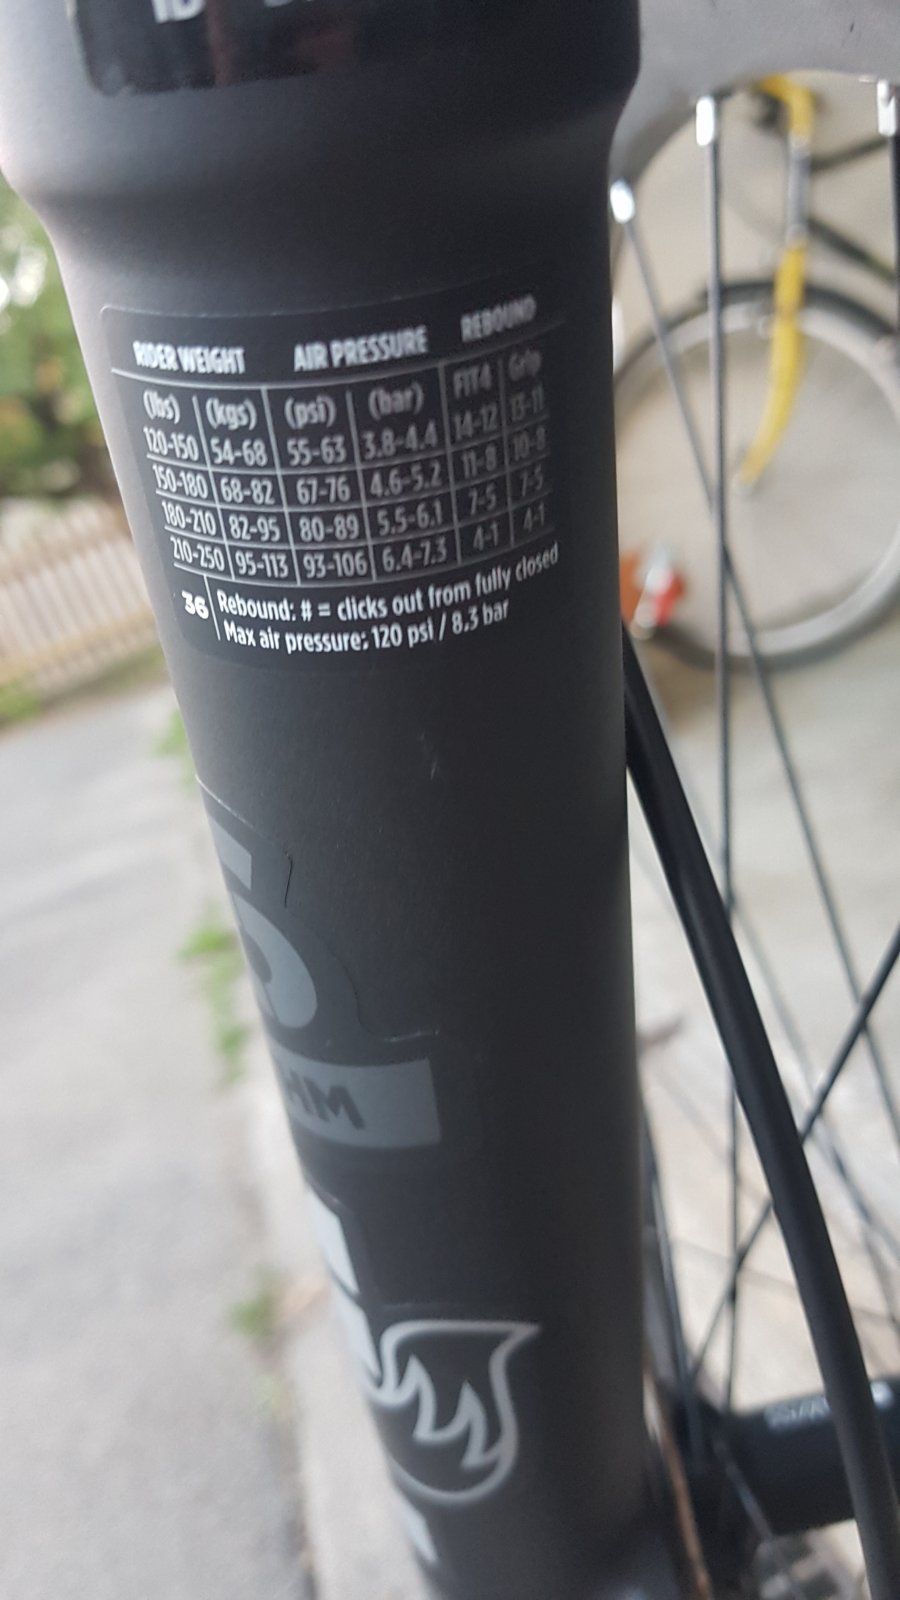 RIDER WEIGHT AIR PRESSURE REBOUND
(lbs) (kgs) (psi) (bar) FIT4 Grip
120-150 54-68 55-63 3.8-4.4 14-12 13-11
150-180 68-82 67-76 4.6-5.2 11-8 10-8
180-210 82-95 80-89 5.5-6.1 7-5 7-5
210-250 95-113 93-106 6.4-7.3 4-1 4-1
36 Rebound: # = clicks out from fully closed
Max air pressure: 120 psi / 8.3 bar
HM